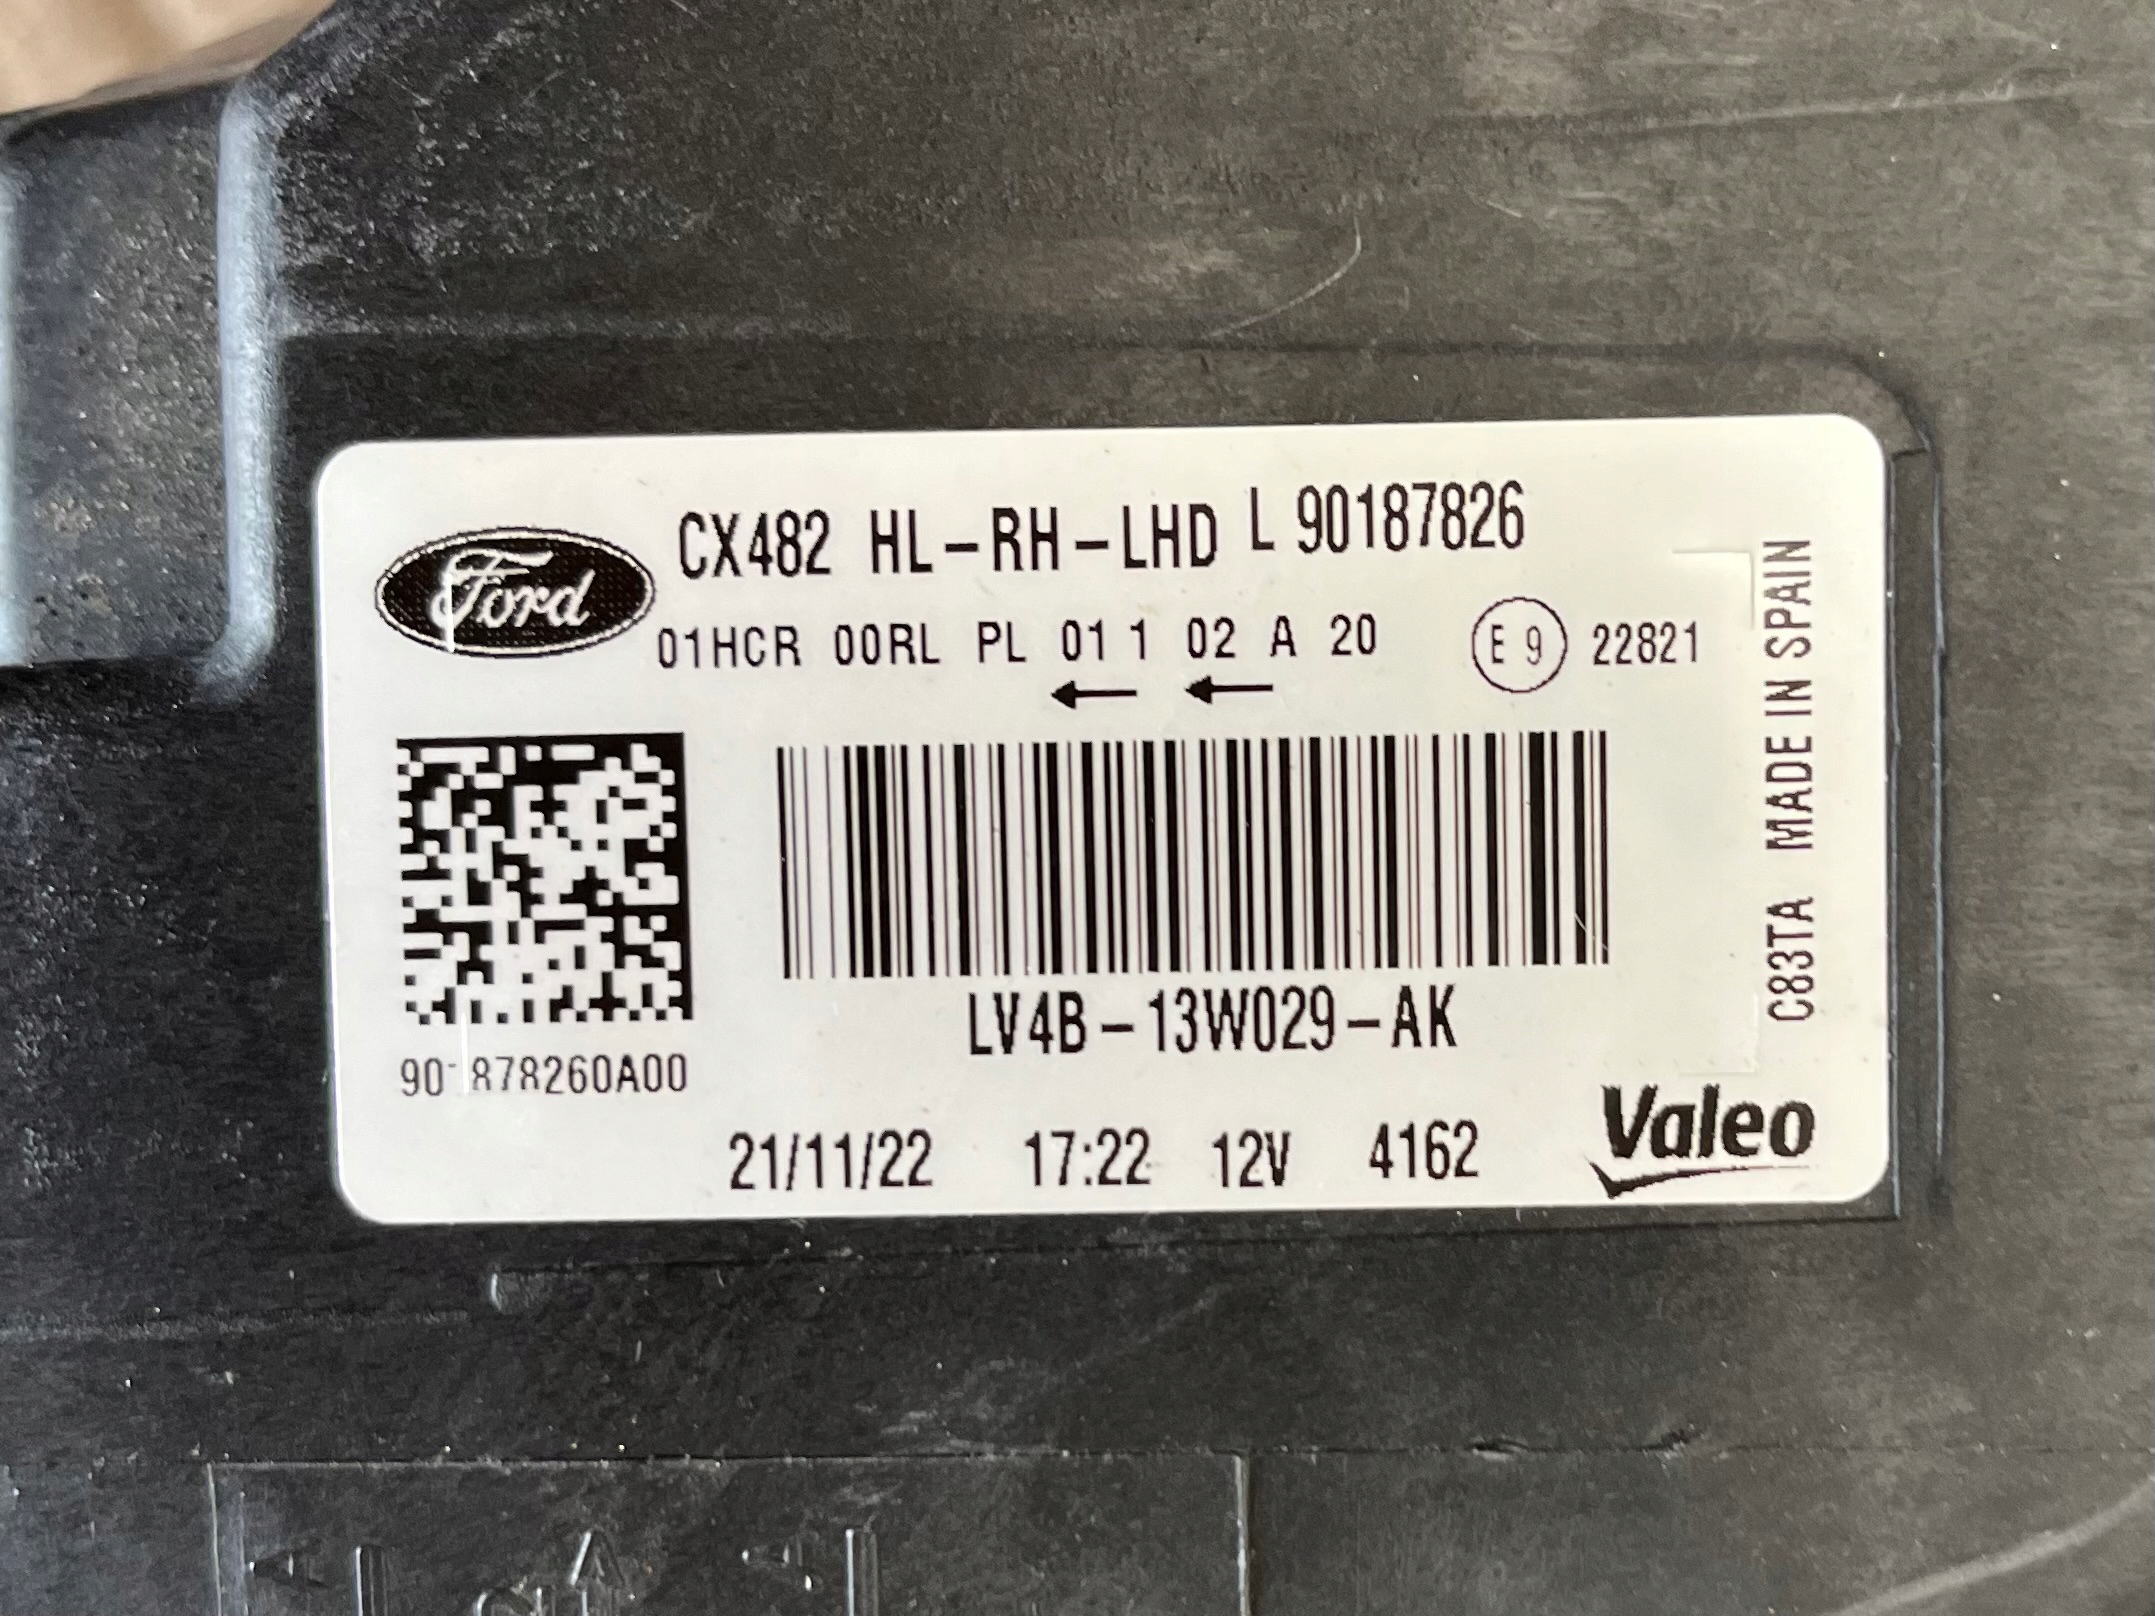 Ford
CX482 HL-RH-LHD L 90187826
01HCR 00RL PL 01 1 02 A 20 E 9 22821
C83TA MADE IN SPAIN
LV4B-13W029-AK
21/11/22 17:22 12V 4162
Valeo